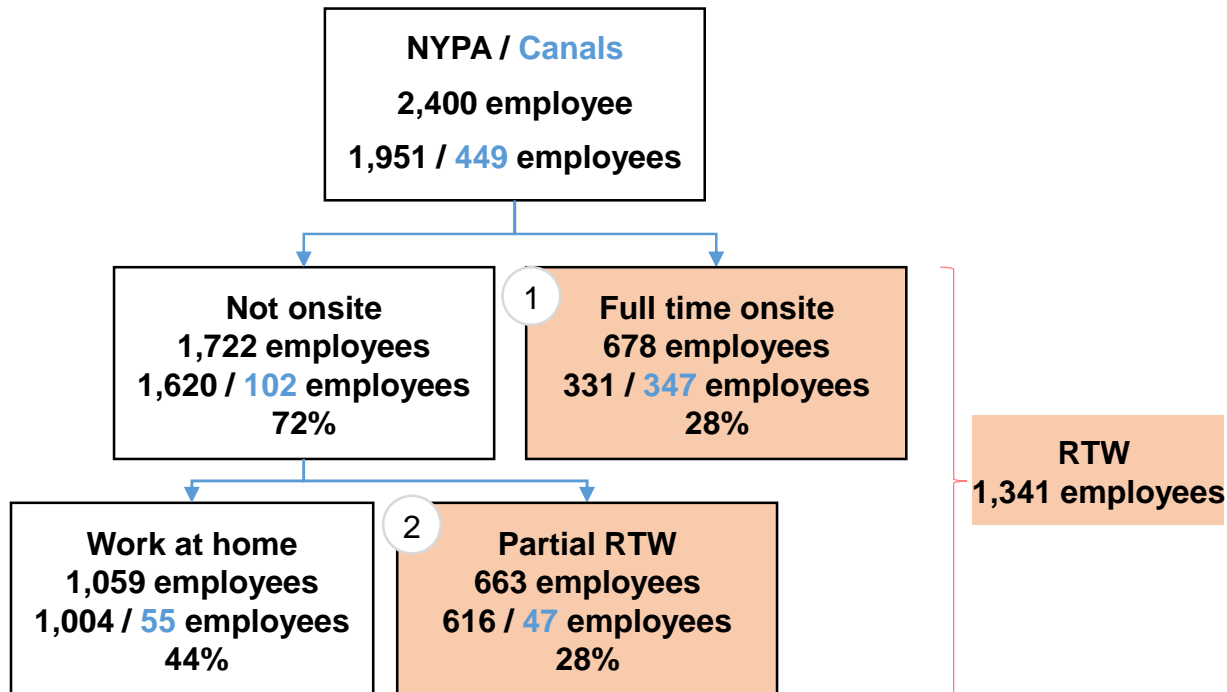 NYPA / Canals
2,400 employee
1,951 / 449 employees
Not onsite
1,722 employees
1,620 / 102 employees
72%
1
Full time onsite
678 employees
331 / 347 employees
28%
RTW
1,341 employees
Work at home
1,059 employees
1,004 / 55 employees
44%
2
Partial RTW
663 employees
616 / 47 employees
28%